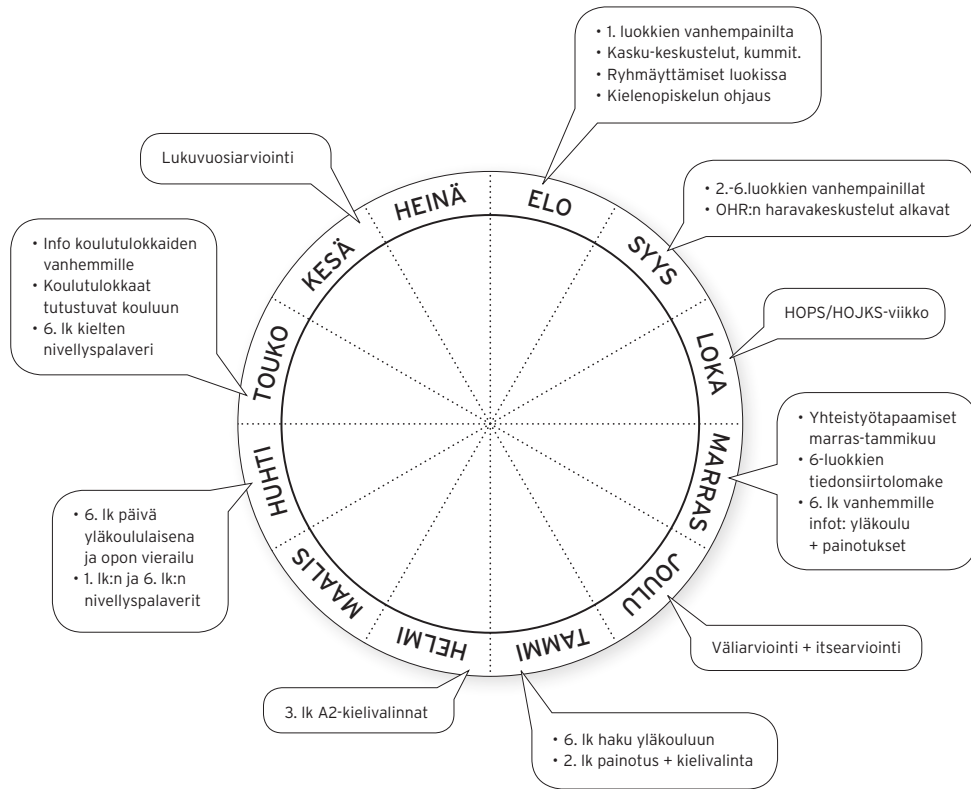 • 1. luokkien vanhempainilta
• Kasku-keskustelut, kummit.
• Ryhmäyttämiset luokissa
• Kielenopiskelun ohjaus
ELO
• 2.-6.luokkien vanhempainillat
• OHR:n haravakeskustelut alkavat
SYYS
HOPS/HOJKS-viikko
LOKA
• Yhteistyötapaamiset
marras-tammikuu
• 6-luokkien
tiedonsiirtolomake
• 6. lk vanhemmille
infot: yläkoulu
+ painotukset
MARRAS
Väliarviointi + itsearviointi
JOULU
• 6. lk haku yläkouluun
• 2. lk painotus + kielivalinta
TAMMI
3. lk A2-kielivalinnat
HELMI
MAALIS
• 6. lk päivä
yläkoululaisena
ja opon vierailu
• 1. lk:n ja 6. lk:n
nivellyspalaverit
HUHTI
• Info koulutulokkaiden
vanhemmille
• Koulutulokkaat
tutustuvat kouluun
• 6. lk kielten
nivellyspalaveri
TOUKO
Lukuvuosiarviointi
KESÄ
HEINÄ